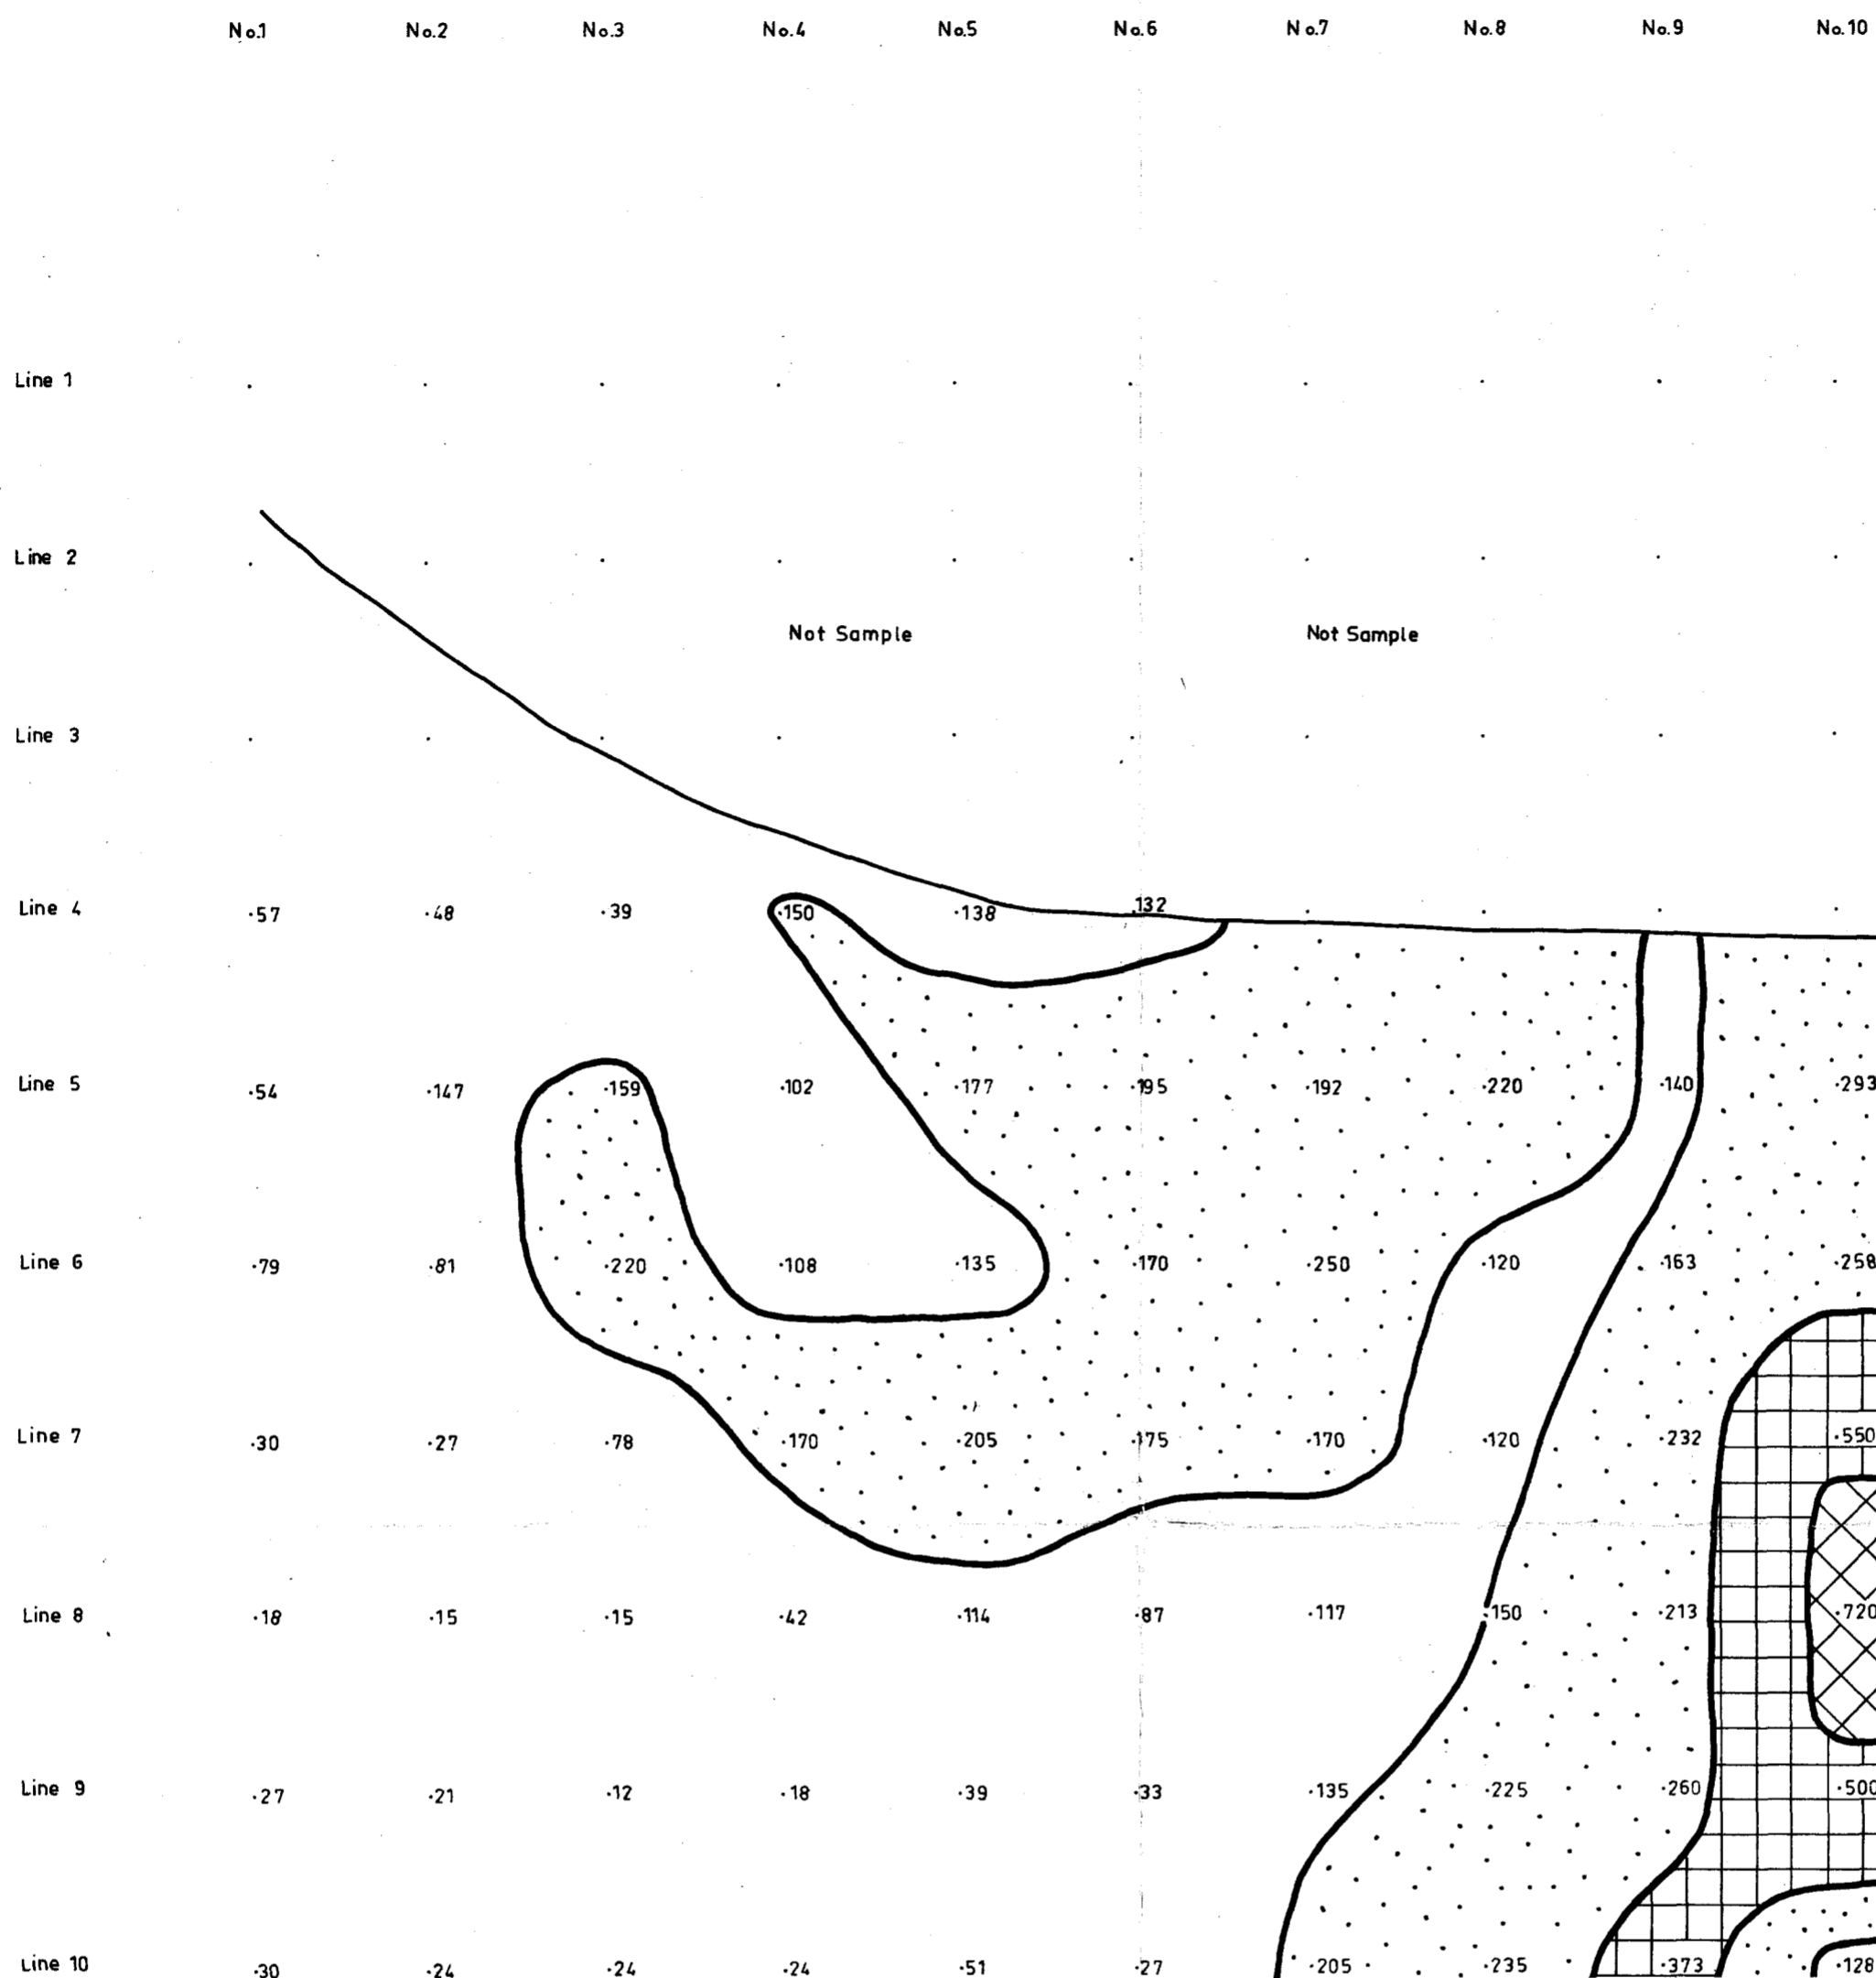 No.1 No.2 No.3 No.4 No.5 No.6 No.7 No.8 No.9 No.10
Line 1
Line 2
Not Sample Not Sample
Line 3
Line 4 ·57 ·48 ·39 ·150 ·138 ·132
Line 5 ·54 ·147 ·159 ·102 ·177 ·195 ·192 ·220 ·140 ·293
Line 6 ·79 ·81 ·220 ·108 ·135 ·170 ·250 ·120 ·163 ·258
Line 7 ·30 ·27 ·78 ·170 ·205 ·175 ·170 ·120 ·232 ·550
Line 8 ·18 ·15 ·15 ·42 ·114 ·87 ·117 ·150 ·213 ·720
Line 9 ·27 ·21 ·12 ·18 ·39 ·33 ·135 ·225 ·260 ·500
Line 10 ·30 ·24 ·24 ·24 ·51 ·27 ·205 ·235 ·373 ·128